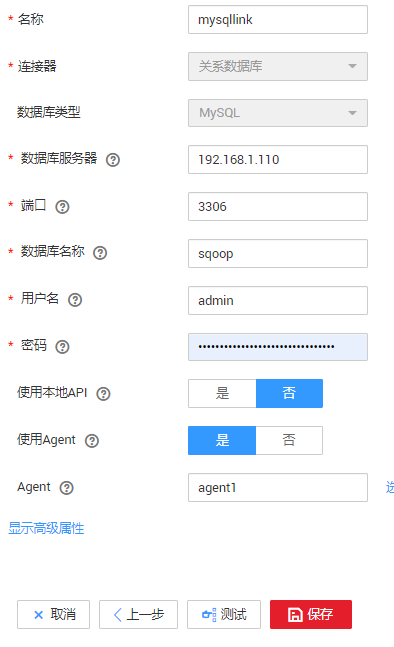 * 名称 mysqllink
* 连接器 关系数据库
数据库类型 MySQL
* 数据库服务器 192.168.1.110
* 端口 3306
* 数据库名称 sqoop
* 用户名 admin
* 密码 ••••••••••••••••••••••••••••••••
使用本地API 是 否
使用Agent 是 否
Agent agent1
显示高级属性
取消 上一步 测试 保存